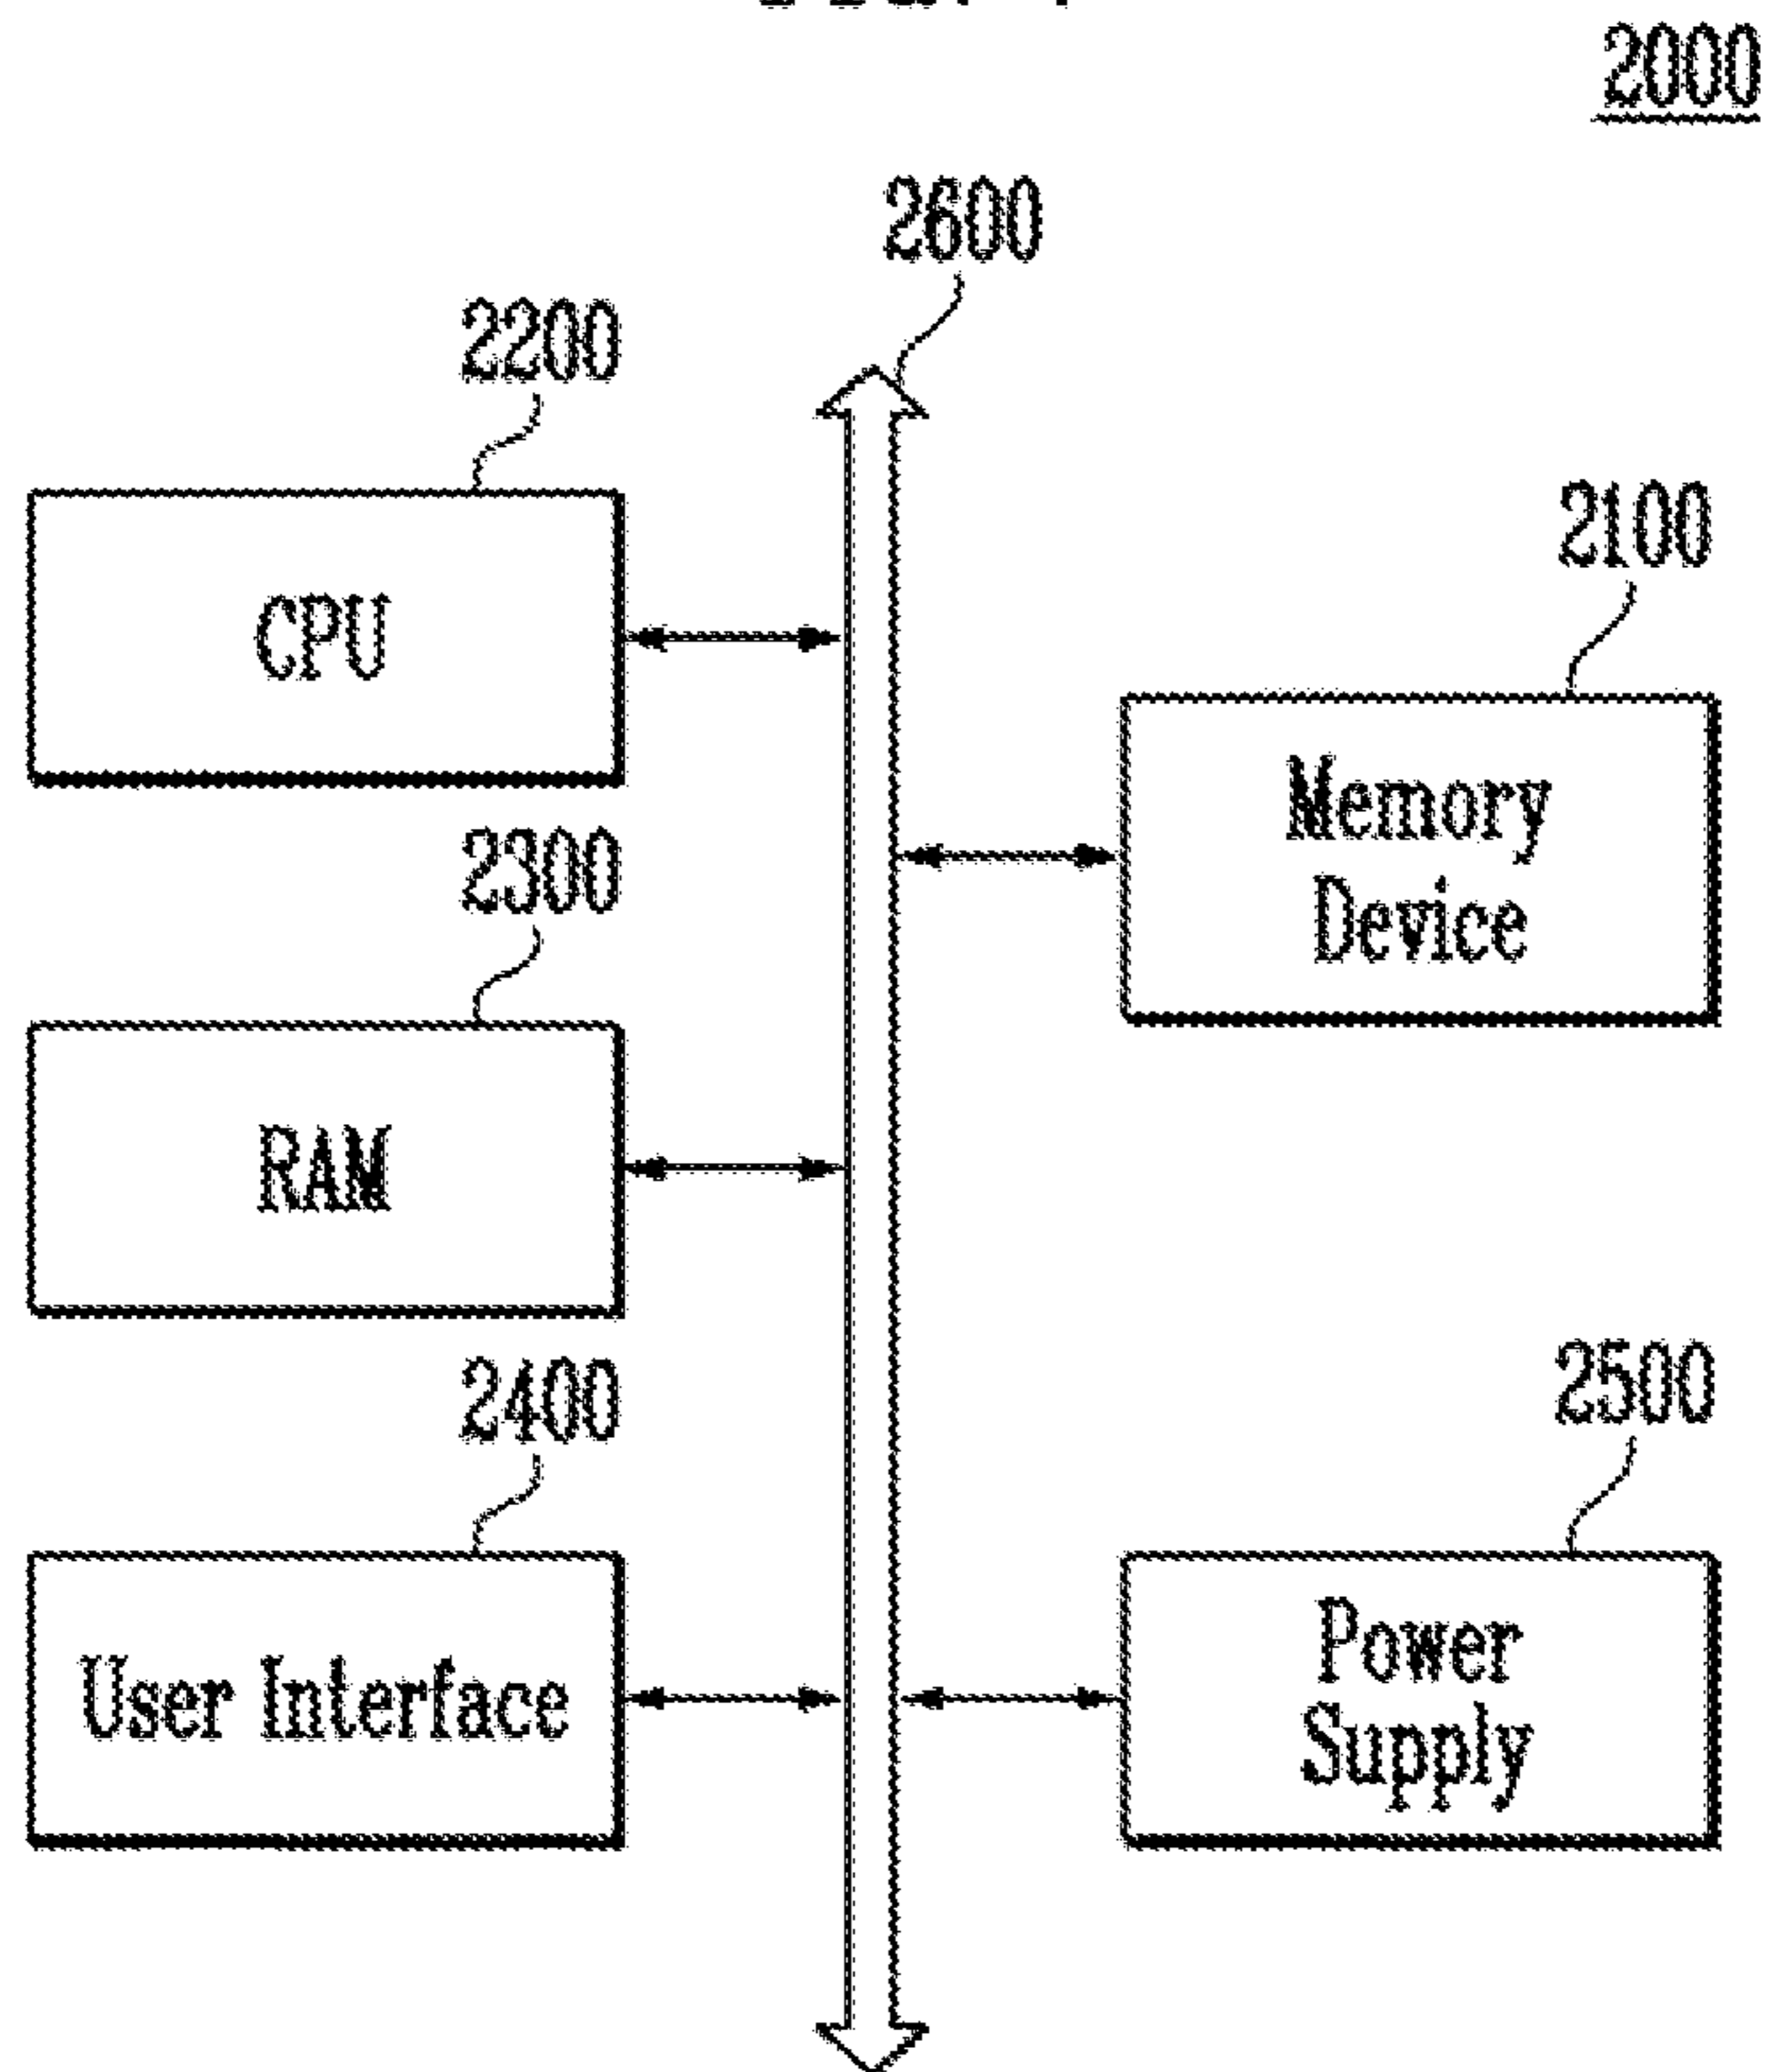 2000
2600
2200
CPU
2100
Memory
Device
2300
RAM
2400
User Interface
2500
Power
Supply